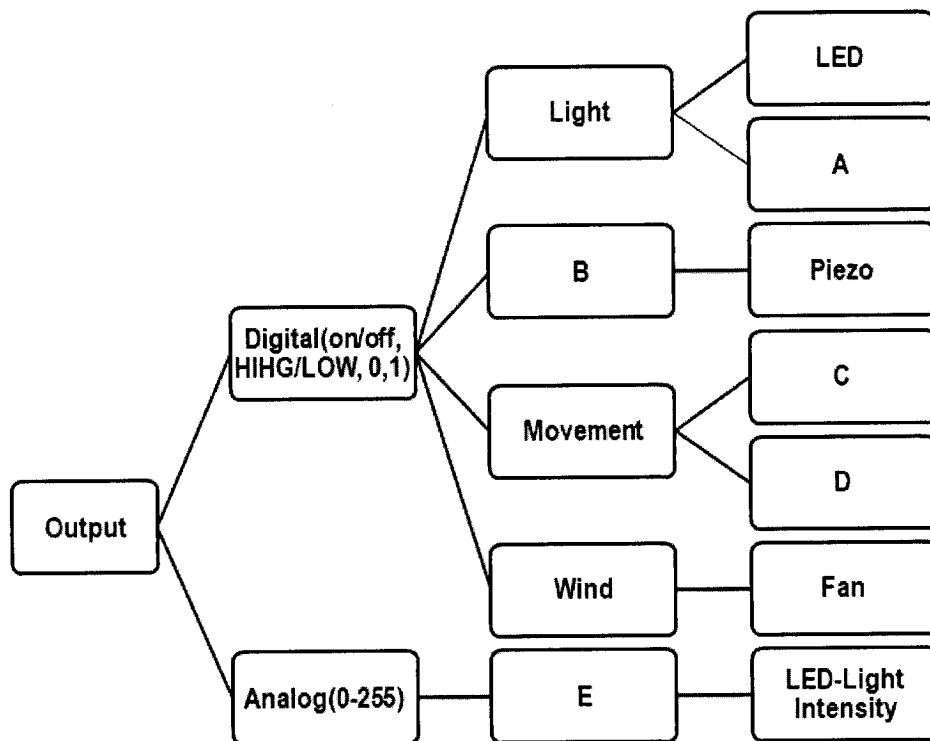 LED
Light
A
B
Piezo
Digital(on/off,
HIHG/LOW, 0,1)
C
Movement
D
Output
Wind
Fan
Analog(0-255)
E
LED-Light
Intensity